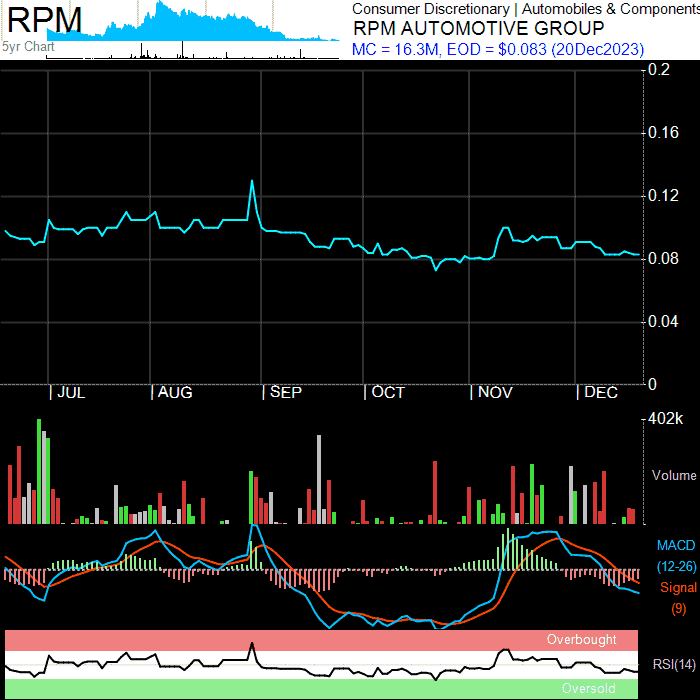 RPM
5yr Chart
Consumer Discretionary | Automobiles & Components
RPM AUTOMOTIVE GROUP
MC = 16.3M, EOD = $0.083 (20Dec2023)
0.2
0.16
0.12
0.08
0.04
0
| JUL | AUG | SEP | OCT | NOV | DEC
402k
Volume
MACD
(12-26)
Signal
(9)
Overbought
RSI(14)
Oversold